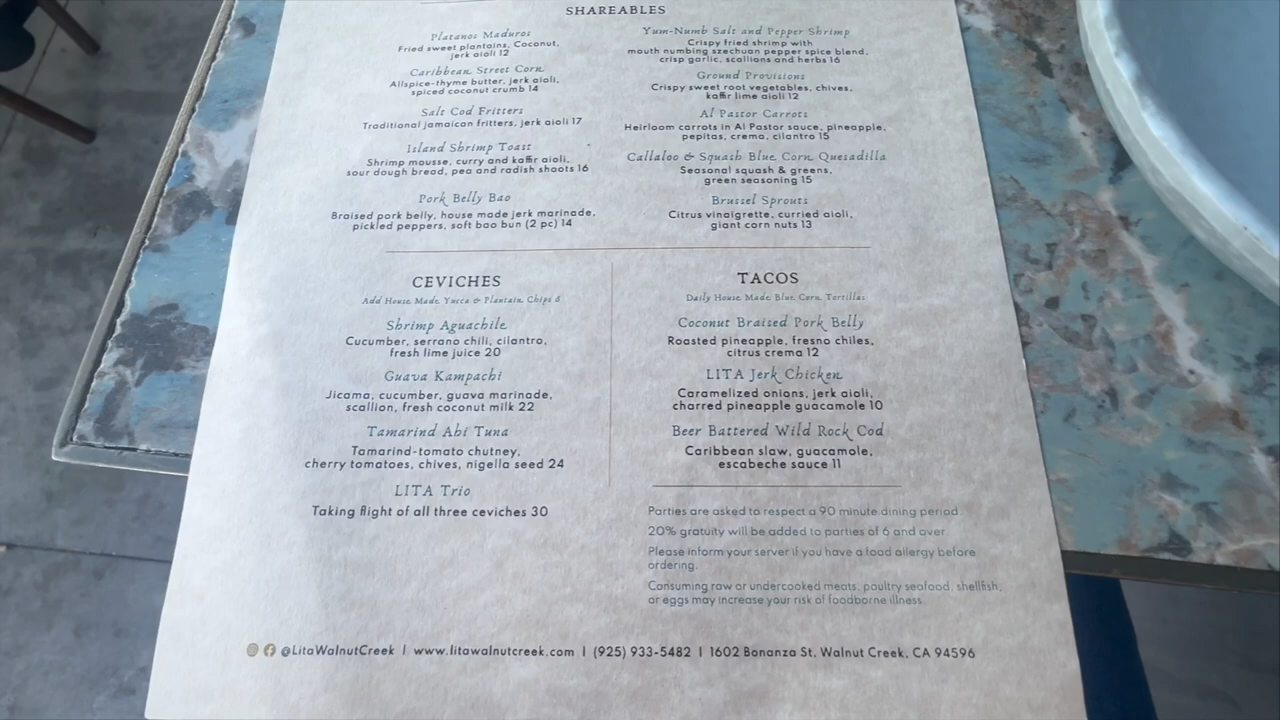 SHAREABLES
Platanos Maduros
Fried sweet plantains, Coconut,
jerk aioli 12
Caribbean Street Corn
Allspice-thyme butter, jerk aioli,
spiced coconut crumb 14
Salt Cod Fritters
Traditional jamaican fritters, jerk aioli 17
Island Shrimp Toast
Shrimp mousse, curry and kaffir aioli,
sour dough bread, pea and radish shoots 16
Pork Belly Bao
Braised pork belly, house made jerk marinade,
pickled peppers, soft bao bun (2 pc) 14
Yum-Numb Salt and Pepper Shrimp
Crispy fried shrimp with
mouth numbing szechuan pepper spice blend,
crisp garlic, scallions and herbs 16
Ground Provisions
Crispy sweet root vegetables, chives,
kaffir lime aioli 12
Al Pastor Carrots
Heirloom carrots in Al Pastor sauce, pineapple,
pepitas, crema, cilantro 15
Callaloo & Squash Blue Corn Quesadilla
Seasonal squash & greens,
green seasoning 15
Brussel Sprouts
Citrus vinaigrette, curried aioli,
giant corn nuts 13
CEVICHES
Add House Made Yucca & Plantain Chips 6
Shrimp Aguachile
Cucumber, serrano chili, cilantro,
fresh lime juice 20
Guava Kampachi
Jicama, cucumber, guava marinade,
scallion, fresh coconut milk 22
Tamarind Ahi Tuna
Tamarind-tomato chutney,
cherry tomatoes, chives, nigella seed 24
LITA Trio
Taking flight of all three ceviches 30
TACOS
Daily House Made Blue Corn Tortillas
Coconut Braised Pork Belly
Roasted pineapple, fresno chiles,
citrus crema 12
LITA Jerk Chicken
Caramelized onions, jerk aioli,
charred pineapple guacamole 10
Beer Battered Wild Rock Cod
Caribbean slaw, guacamole,
escabeche sauce 11
Parties are asked to respect a 90 minute dining period.
20% gratuity will be added to parties of 6 and over.
Please inform your server if you have a food allergy before
ordering.
Consuming raw or undercooked meats, poultry seafood, shellfish,
or eggs may increase your risk of foodborne illness.
@LitaWalnutCreek | www.litawalnutcreek.com | (925) 933-5482 | 1602 Bonanza St, Walnut Creek, CA 94596